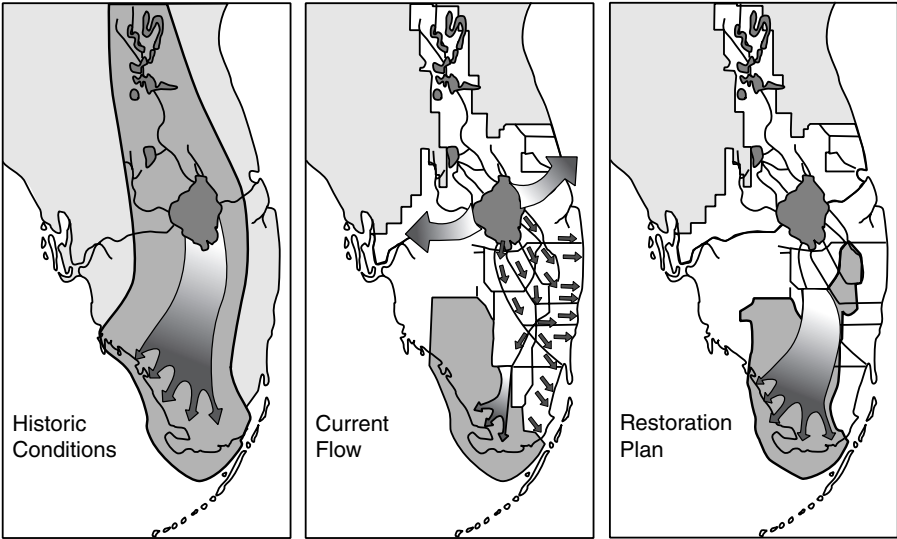 Historic
Conditions
Current
Flow
Restoration
Plan